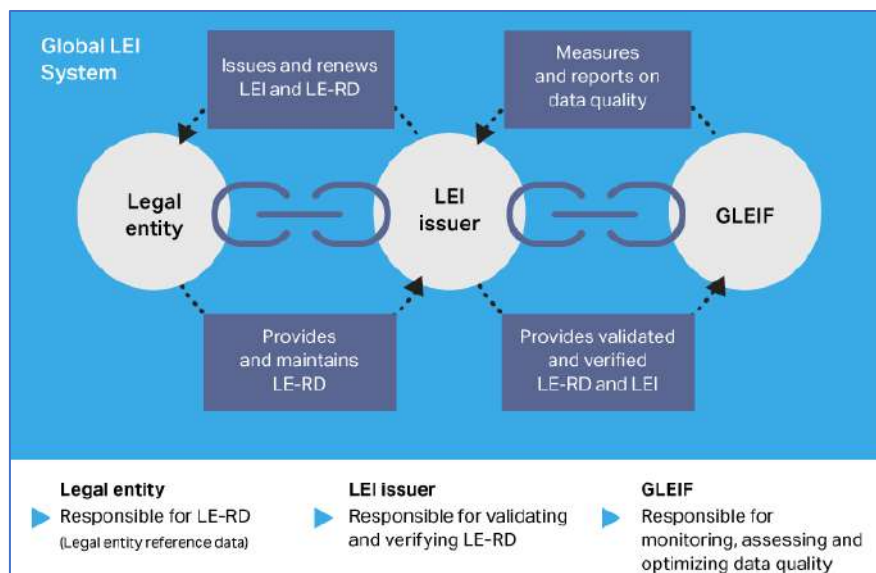 Global LEI
System
Issues and renews
LEI and LE-RD
Measures
and reports on
data quality
Legal
entity
LEI
issuer
GLEIF
Provides
and maintains
LE-RD
Provides validated
and verified
LE-RD and LEI
Legal entity
Responsible for LE-RD
(Legal entity reference data)
LEI issuer
Responsible for validating
and verifying LE-RD
GLEIF
Responsible for
monitoring, assessing and
optimizing data quality